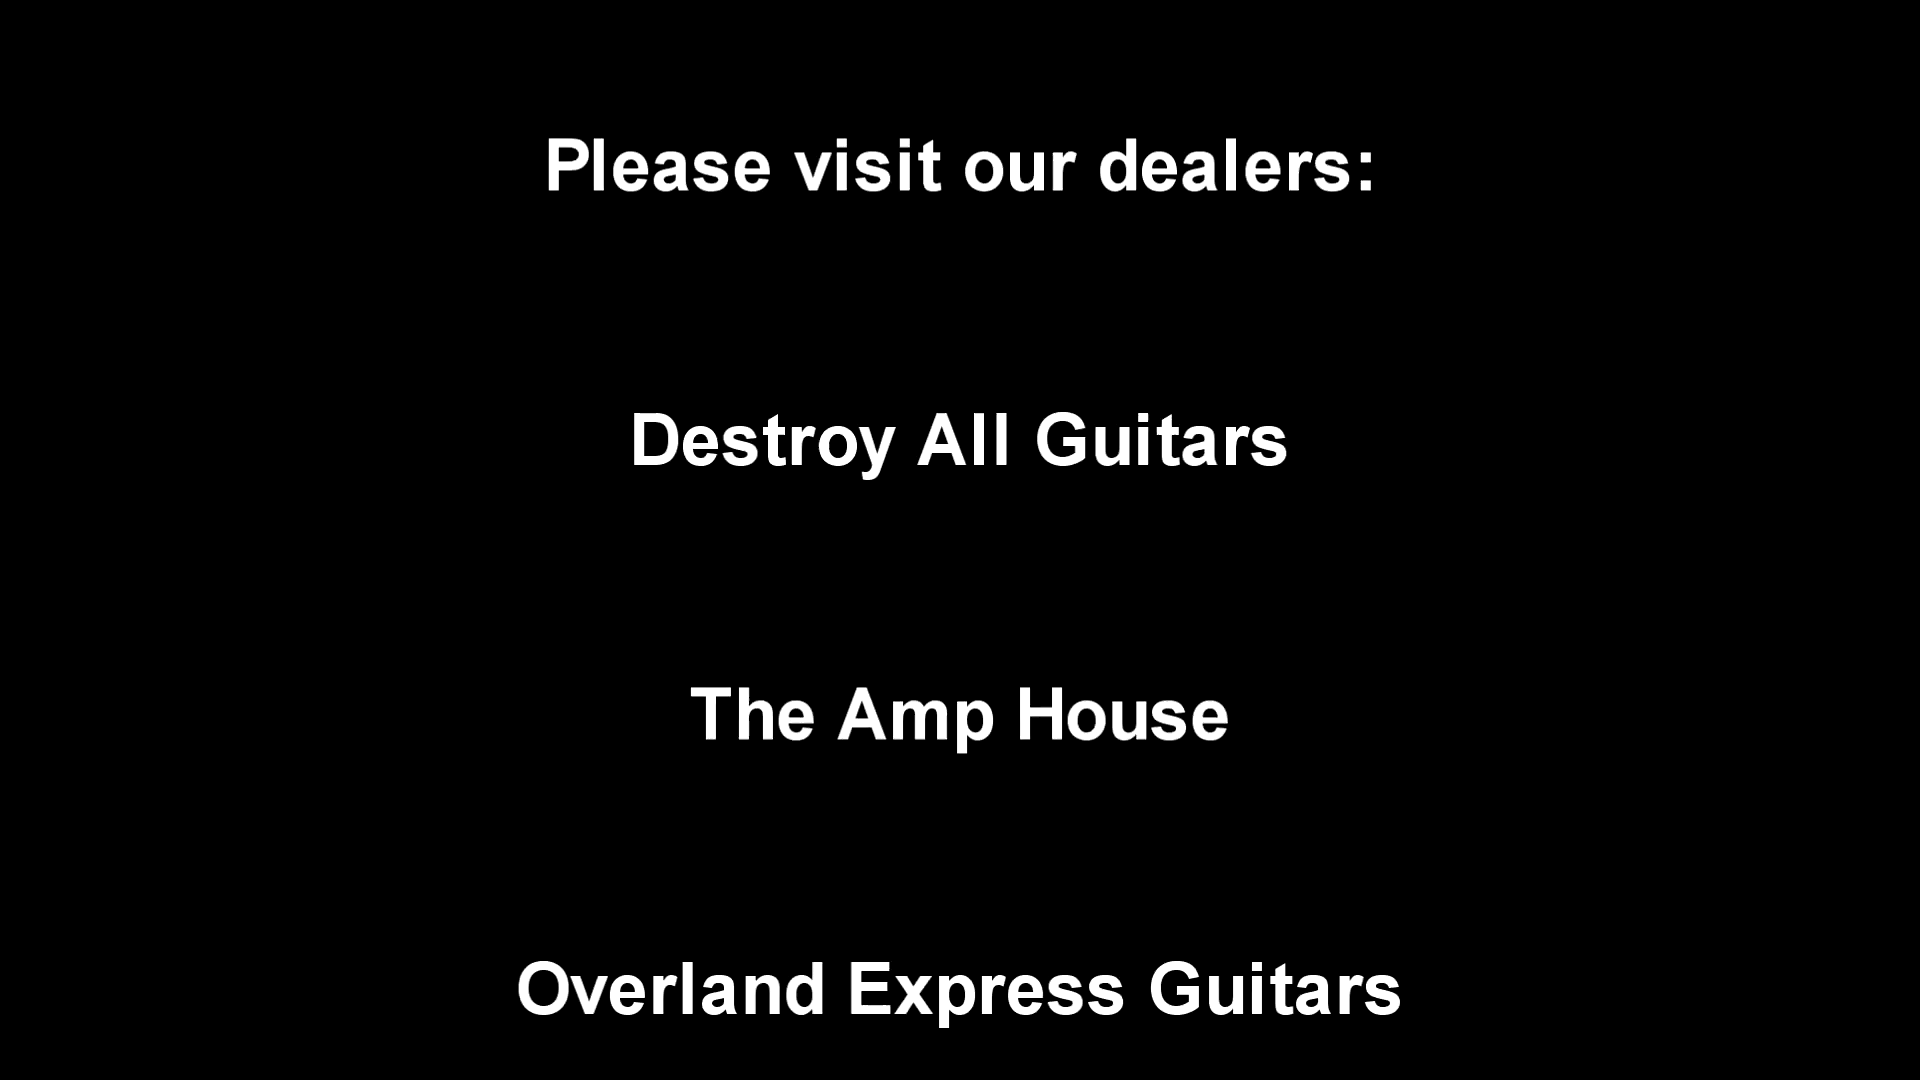 Please visit our dealers:
Destroy All Guitars
The Amp House
Overland Express Guitars